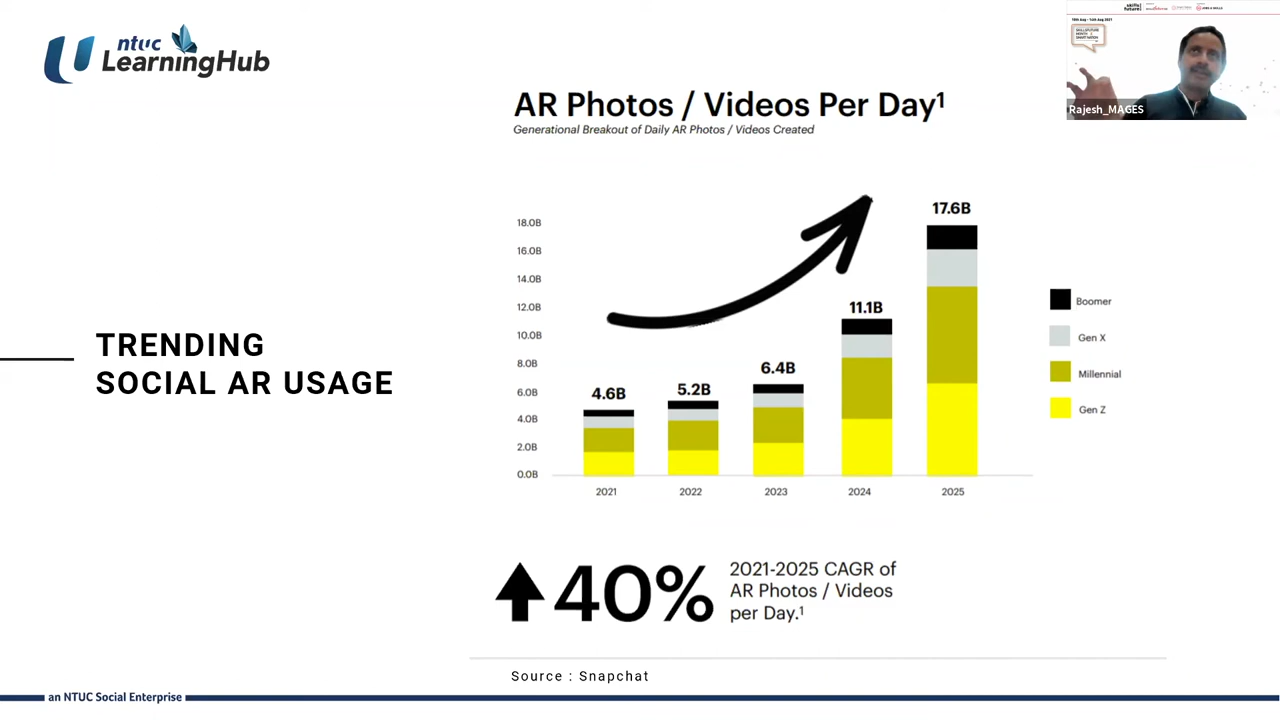 ntuc
LearningHub
AR Photos / Videos Per Day¹
Generational Breakout of Daily AR Photos / Videos Created
Rajesh_MAGES
TRENDING
SOCIAL AR USAGE
18.0B
16.0B
14.0B
12.0B
10.0B
8.0B
6.0B
4.0B
2.0B
0.0B
4.6B
5.2B
6.4B
11.1B
17.6B
2021
2022
2023
2024
2025
Boomer
Gen X
Millennial
Gen Z
40%
2021-2025 CAGR of
AR Photos / Videos
per Day.¹
Source : Snapchat
an NTUC Social Enterprise